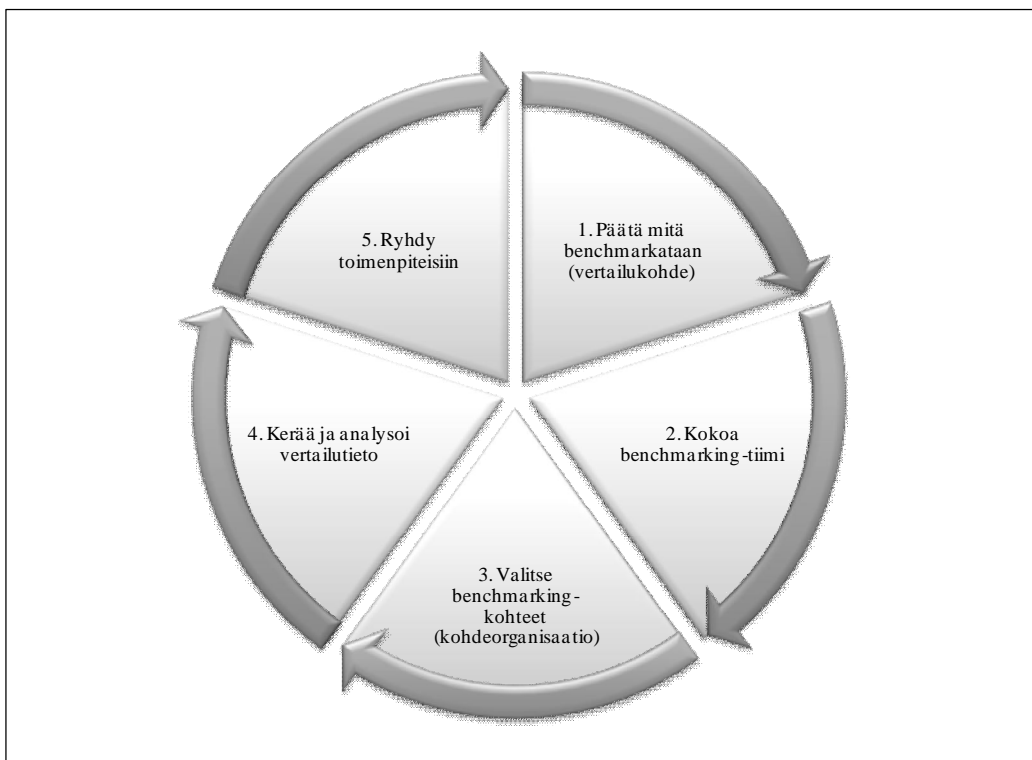 1. Päätä mitä
benchmarkataan
(vertailukohde)
2. Kokoa
benchmarking -tiimi
3. Valitse
benchmarking -
kohteet
(kohdeorganisaatio)
4. Kerää ja analysoi
vertailutieto
5. Ryhdy
toimenpiteisiin